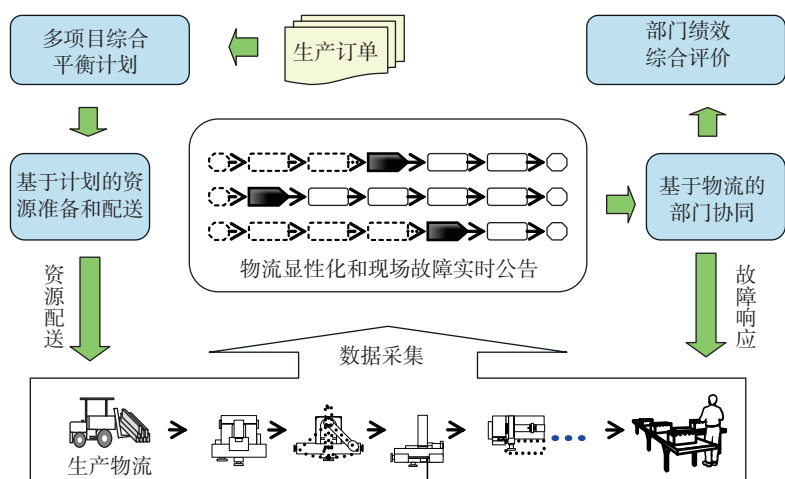 多项目综合
平衡计划
生产订单
部门绩效
综合评价
基于计划的资
源准备和配送
物流显性化和现场故障实时公告
基于物流的
部门协同
资源配送
故障响应
数据采集
生产物流